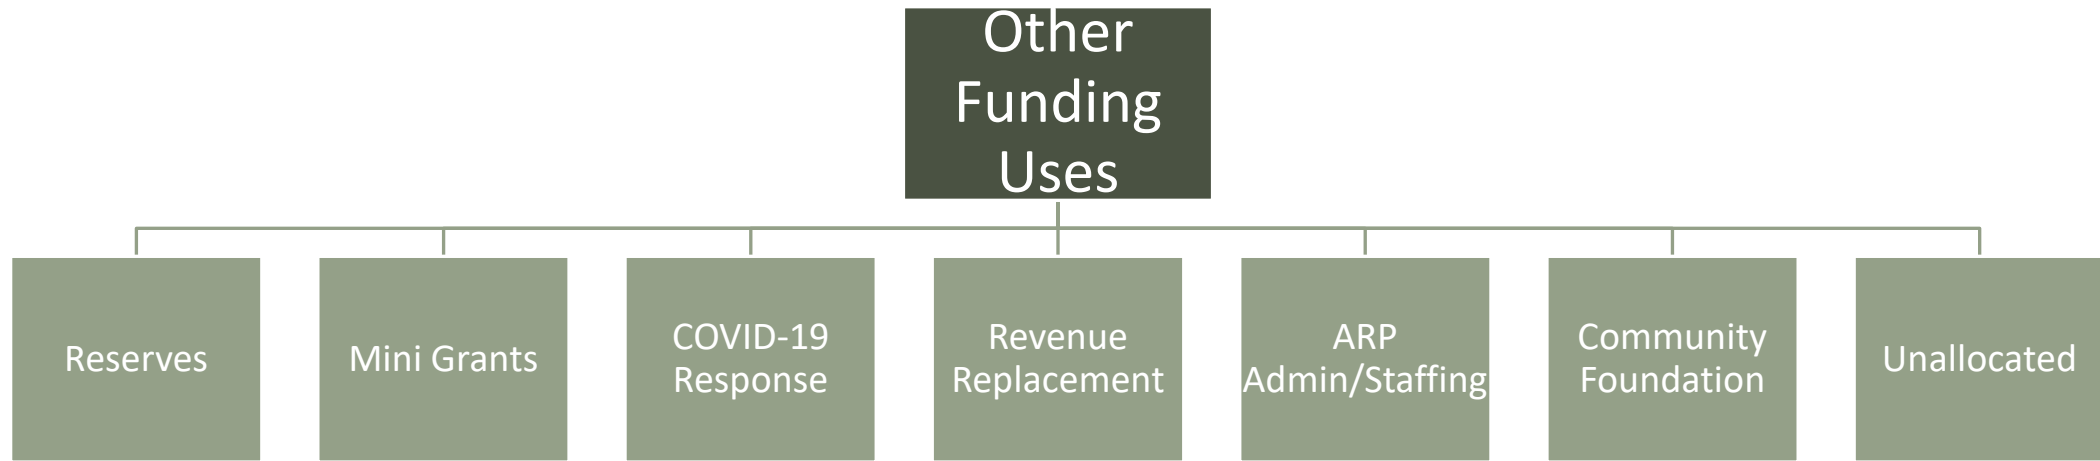 Other
Funding
Uses
Reserves
Mini Grants
COVID-19
Response
Revenue
Replacement
ARP
Admin/Staffing
Community
Foundation
Unallocated